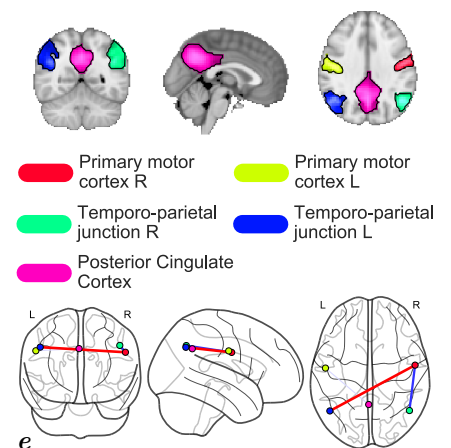 Primary motor
cortex R
Primary motor
cortex L
Temporo-parietal
junction R
Temporo-parietal
junction L
Posterior Cingulate
Cortex
L
R
L
R
e